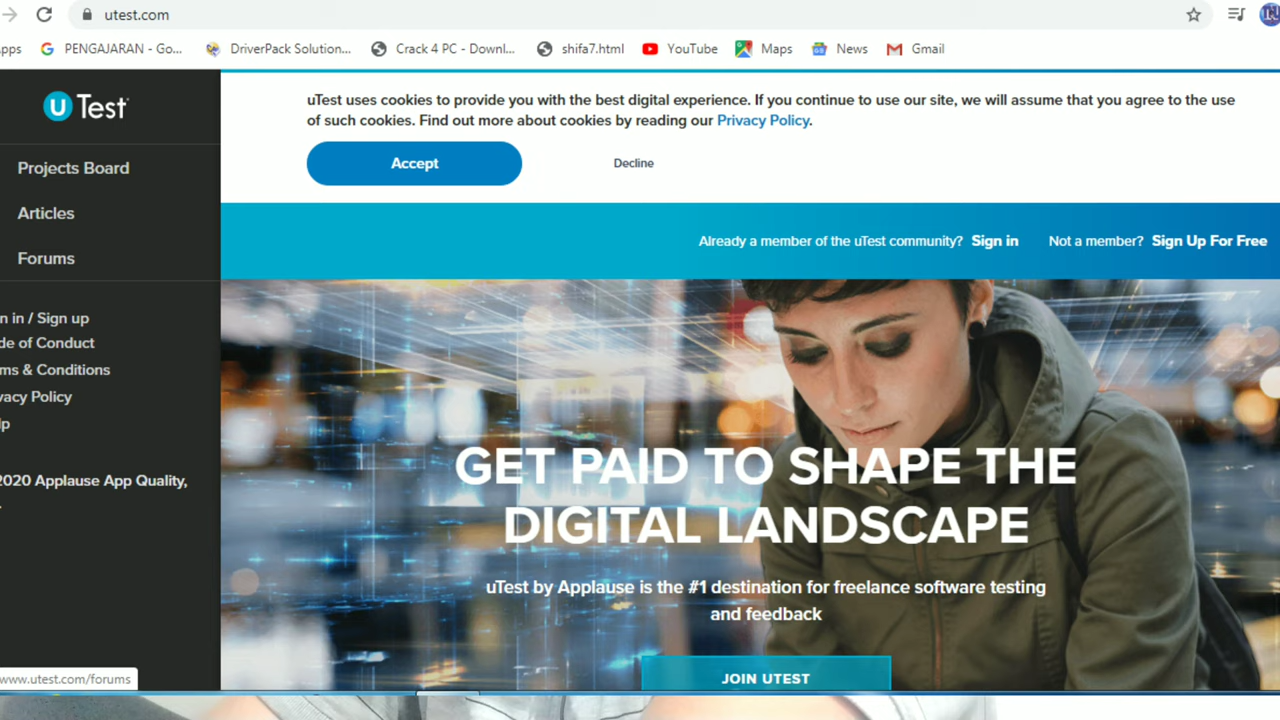 utest.com
pps
PENGAJARAN - Go...
DriverPack Solution...
Crack 4 PC - Downl...
shifa7.html
YouTube
Maps
News
Gmail
uTest
Projects Board
Articles
Forums
n in / Sign up
de of Conduct
ms & Conditions
vacy Policy
lp
2020 Applause App Quality,
uTest uses cookies to provide you with the best digital experience. If you continue to use our site, we will assume that you agree to the use
of such cookies. Find out more about cookies by reading our Privacy Policy.
Accept
Decline
Already a member of the uTest community? Sign in
Not a member? Sign Up For Free
GET PAID TO SHAPE THE
DIGITAL LANDSCAPE
uTest by Applause is the #1 destination for freelance software testing
and feedback
JOIN UTEST
www.utest.com/forums